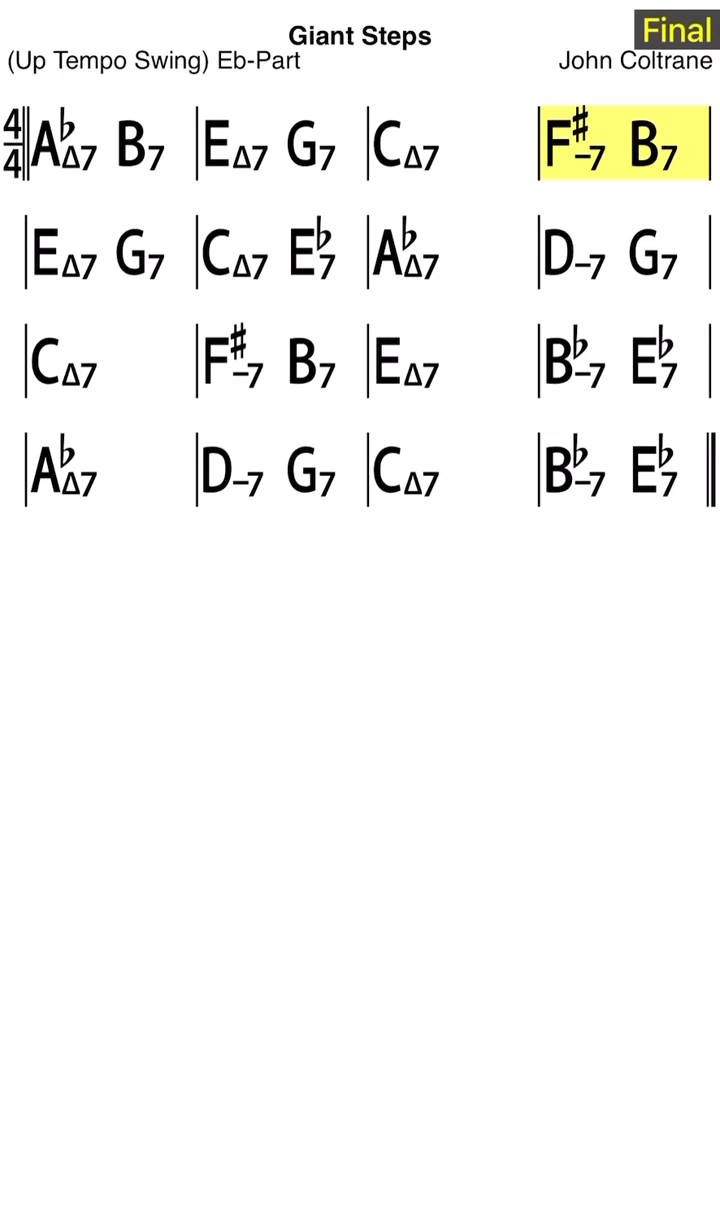 Giant Steps
Final
(Up Tempo Swing) Eb-Part John Coltrane
4/4 A♭Δ7 B7 | EΔ7 G7 | CΔ7 | F♯–7 B7 |
| EΔ7 G7 | CΔ7 E♭7 | A♭Δ7 | D–7 G7 |
| CΔ7 | F♯–7 B7 | EΔ7 | B♭–7 E♭7 |
| A♭Δ7 | D–7 G7 | CΔ7 | B♭–7 E♭7 ||